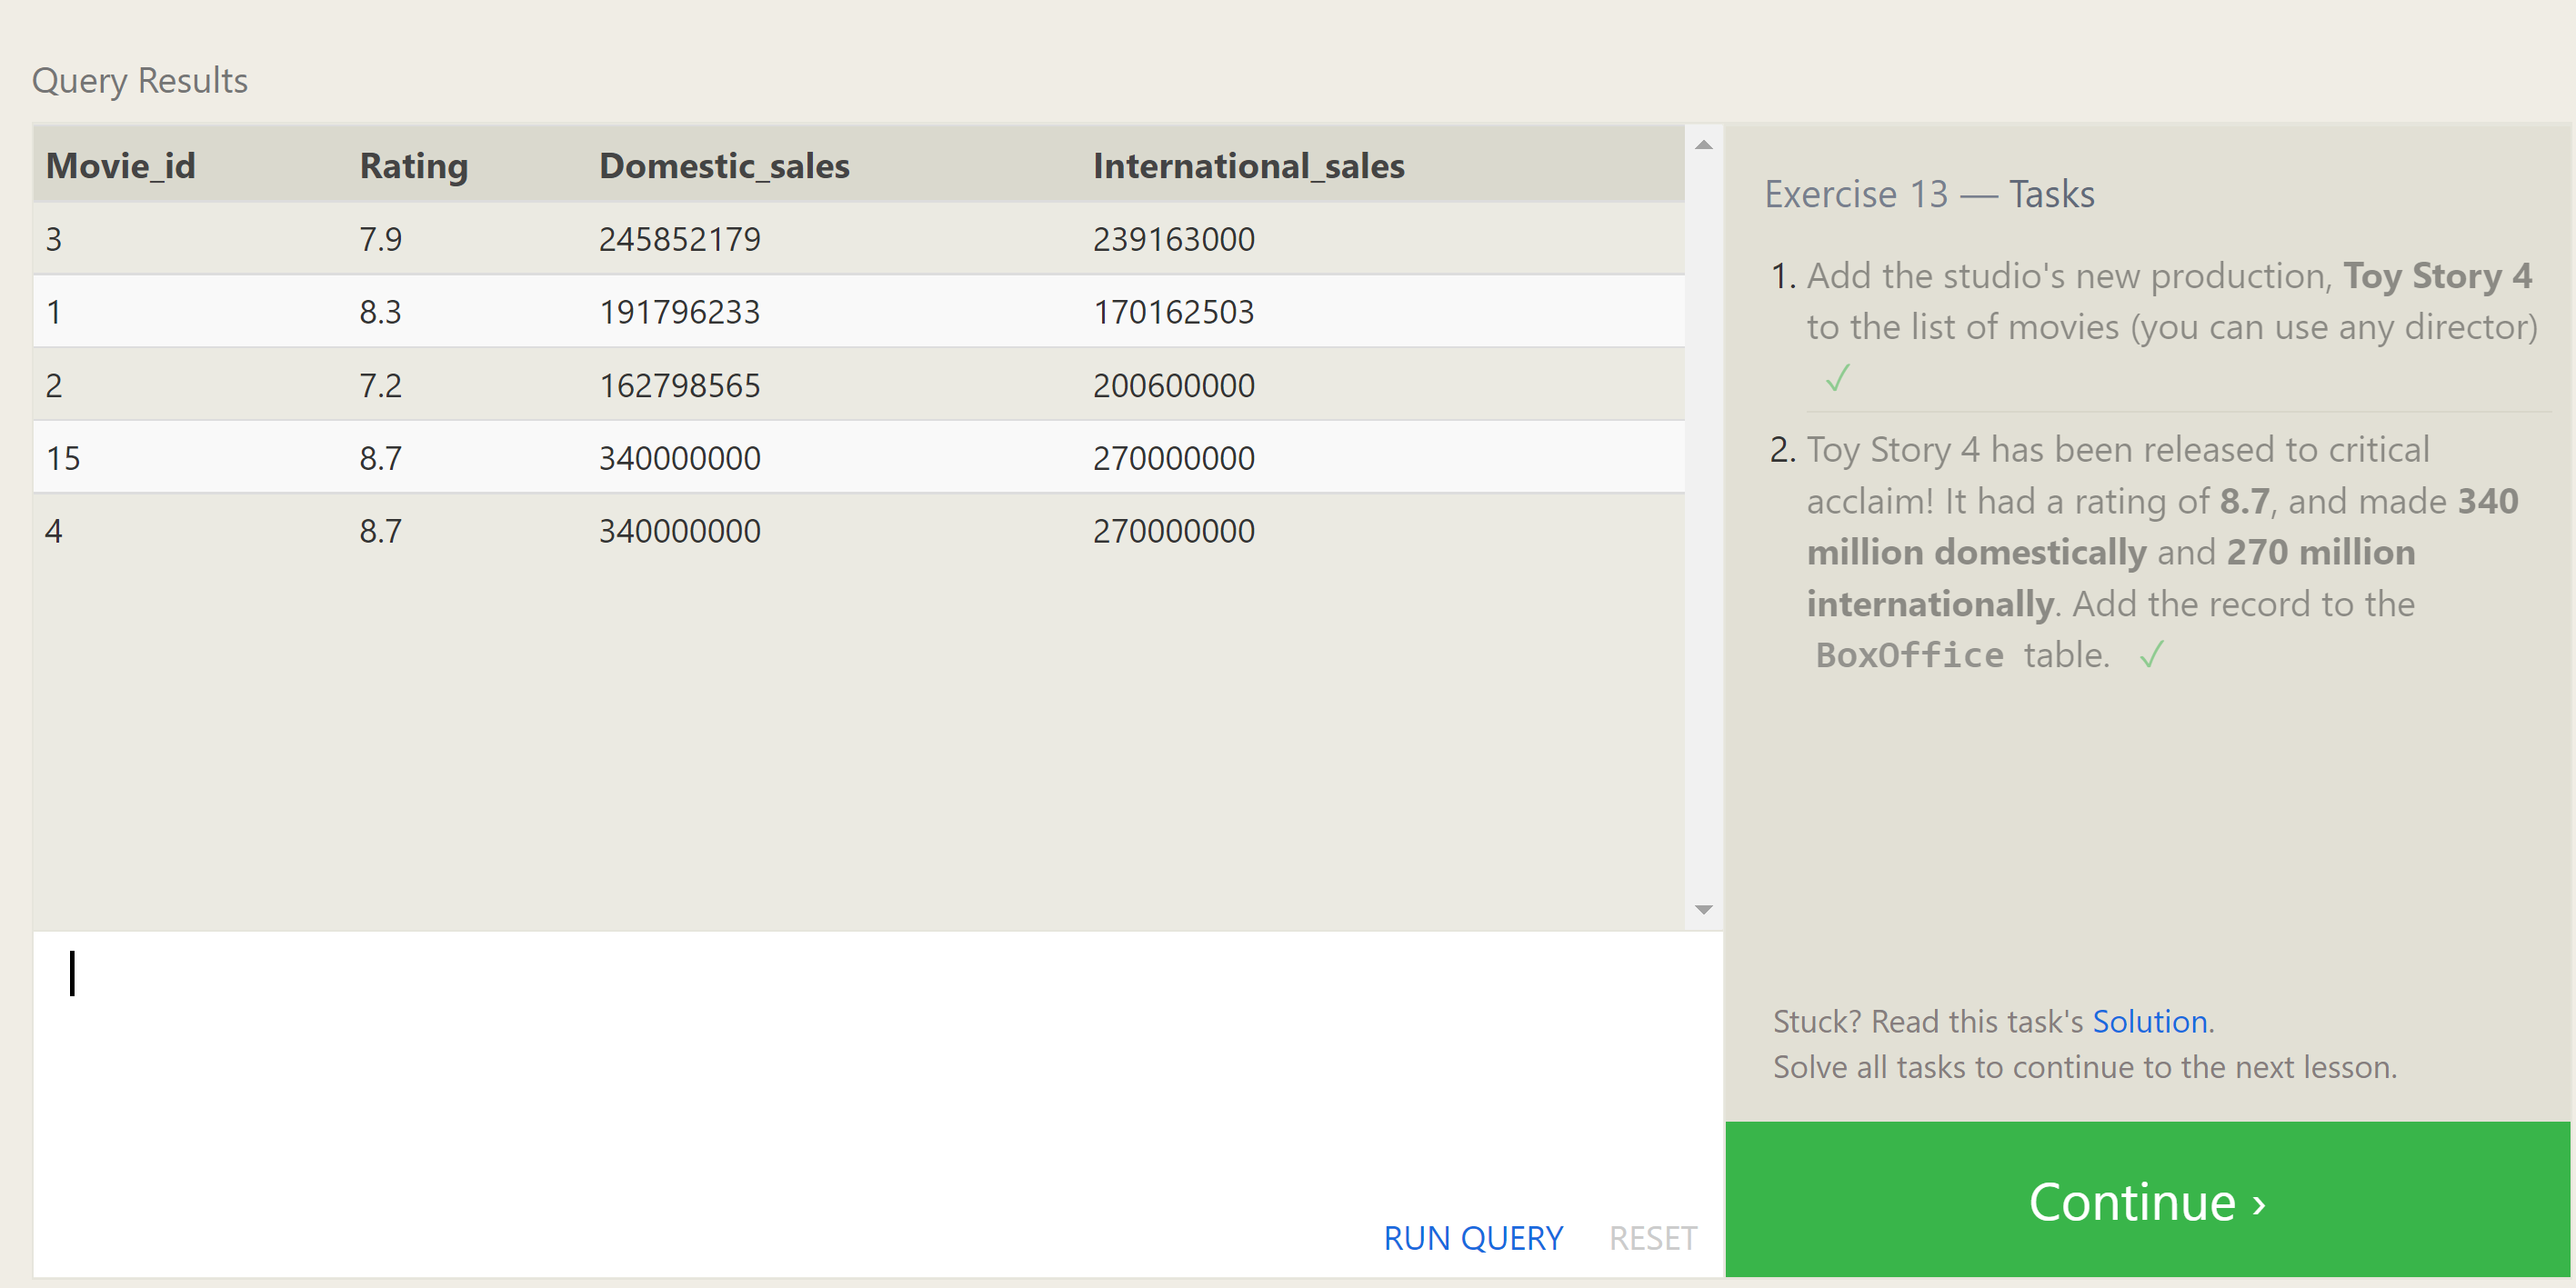 Query Results
Movie_id Rating Domestic_sales International_sales
3 7.9 245852179 239163000
1 8.3 191796233 170162503
2 7.2 162798565 200600000
15 8.7 340000000 270000000
4 8.7 340000000 270000000
RUN QUERY RESET
Exercise 13 — Tasks
1. Add the studio's new production, Toy Story 4
to the list of movies (you can use any director)
✓
2. Toy Story 4 has been released to critical
acclaim! It had a rating of 8.7, and made 340
million domestically and 270 million
internationally. Add the record to the
BoxOffice table. ✓
Stuck? Read this task's Solution.
Solve all tasks to continue to the next lesson.
Continue ›